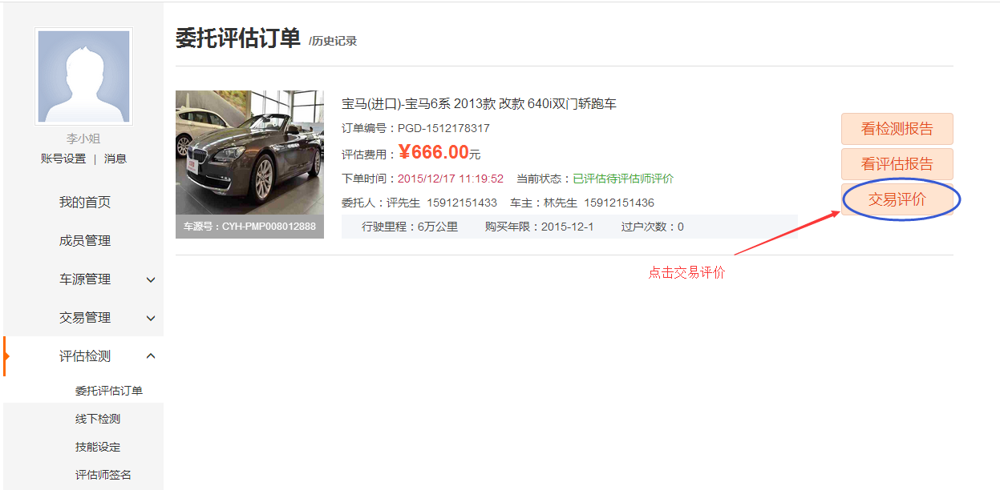 委托评估订单 /历史记录
李小姐
账号设置 | 消息
我的首页
成员管理
车源管理
交易管理
评估检测
委托评估订单
线下检测
技能设定
评估师签名
宝马(进口)-宝马6系 2013款 改款 640i双门轿跑车
订单编号：PGD-1512178317
评估费用：¥666.00元
下单时间：2015/12/17 11:19:52 当前状态：已评估待评估师评价
委托人：评先生 15912151433 车主：林先生 15912151436
行驶里程：6万公里 购买年限：2015-12-1 过户次数：0
车源号：CYH-PMP008012888
看检测报告
看评估报告
交易评价
点击交易评价